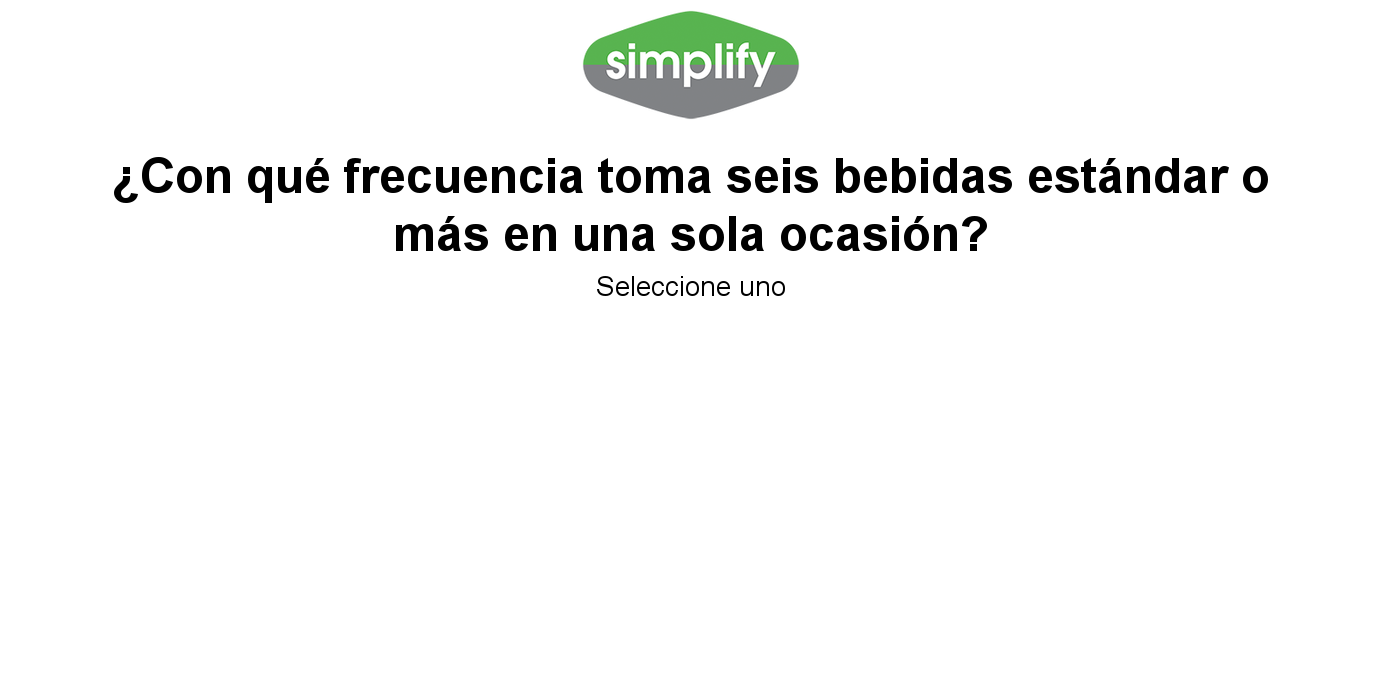 simplify
¿Con qué frecuencia toma seis bebidas estándar o
más en una sola ocasión?
Seleccione uno